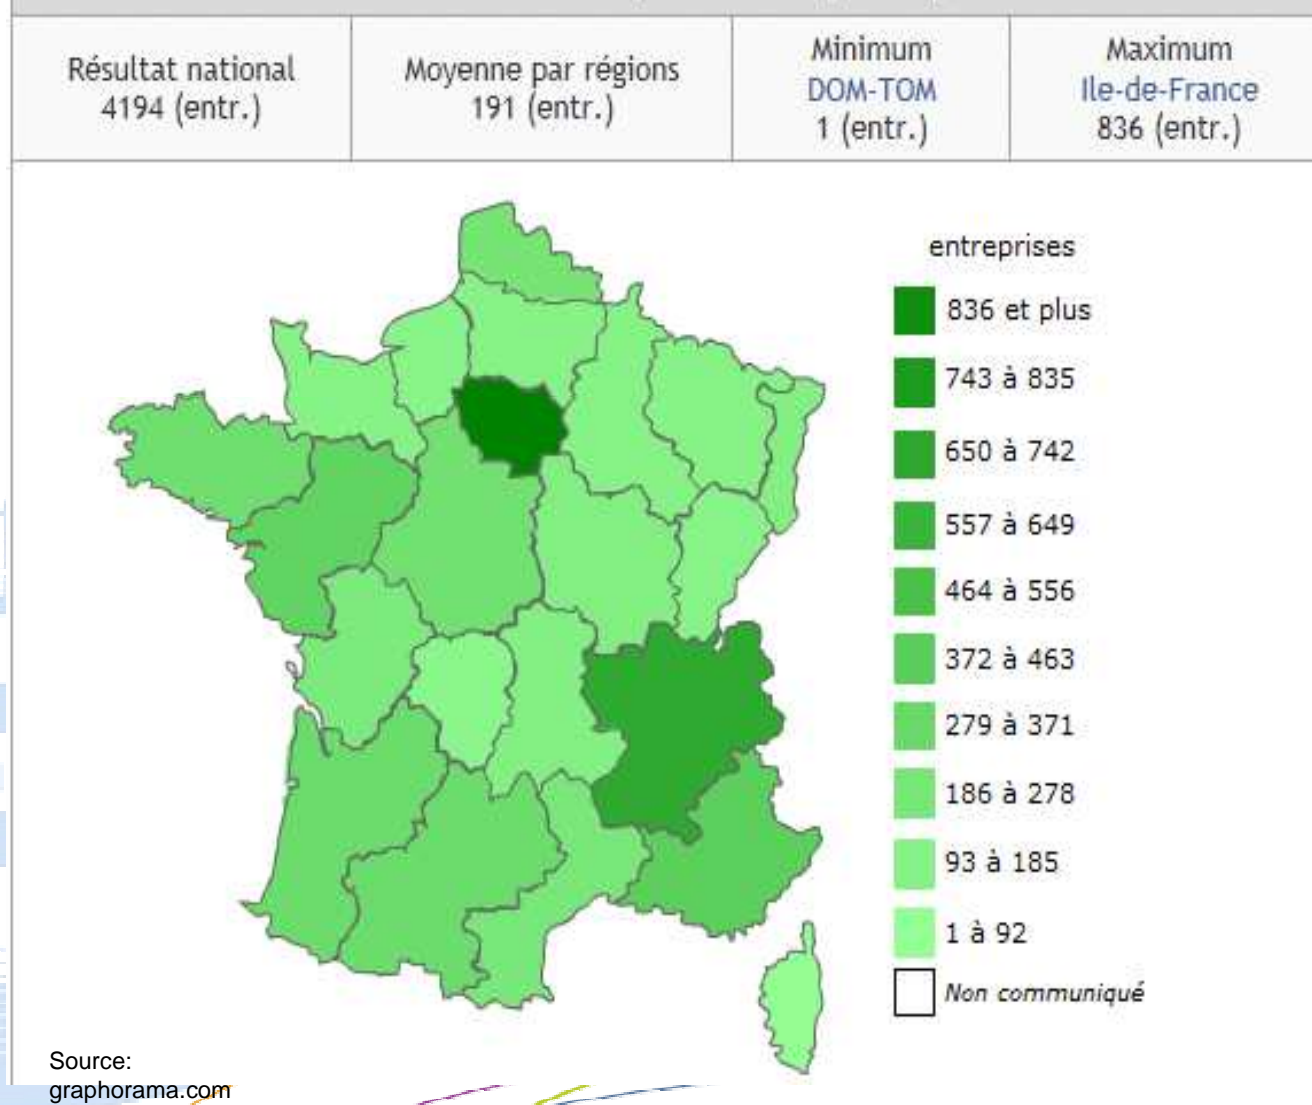 Résultat national
4194 (entr.)
Moyenne par régions
191 (entr.)
Minimum
DOM-TOM
1 (entr.)
Maximum
Ile-de-France
836 (entr.)
entreprises
836 et plus
743 à 835
650 à 742
557 à 649
464 à 556
372 à 463
279 à 371
186 à 278
93 à 185
1 à 92
Non communiqué
Source:
graphorama.com